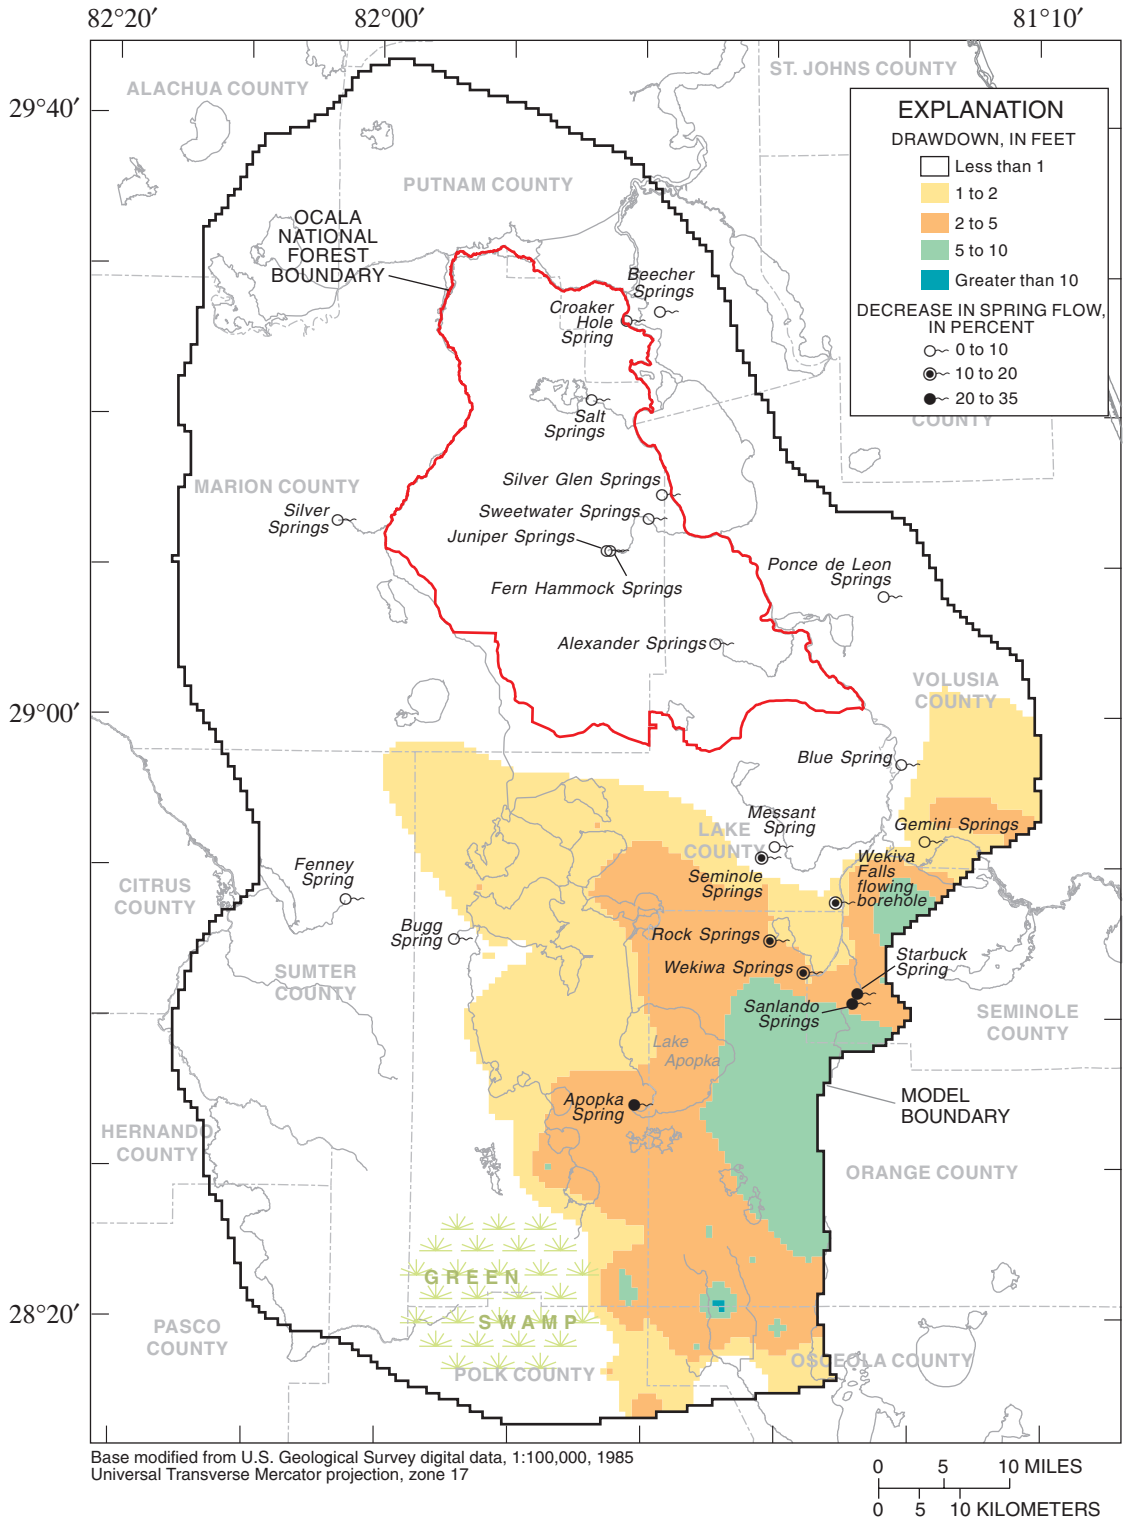 82°20′ 82°00′ 81°10′
29°40′
29°00′
28°20′
ALACHUA COUNTY
ST. JOHNS COUNTY
PUTNAM COUNTY
OCALA
NATIONAL
FOREST
BOUNDARY
EXPLANATION
DRAWDOWN, IN FEET
Less than 1
1 to 2
2 to 5
5 to 10
Greater than 10
DECREASE IN SPRING FLOW,
IN PERCENT
0 to 10
10 to 20
20 to 35
COUNTY
Beecher
Springs
Croaker
Hole
Spring
Salt
Springs
MARION COUNTY
Silver
Springs
Silver Glen Springs
Sweetwater Springs
Juniper Springs
Fern Hammock Springs
Ponce de Leon
Springs
Alexander Springs
VOLUSIA
COUNTY
Blue Spring
Messant
Spring
LAKE
COUNTY
Gemini Springs
Seminole
Springs
Wekiva
Falls
flowing
borehole
Fenney
Spring
CITRUS
COUNTY
Bugg
Spring
Rock Springs
Wekiwa Springs
Starbuck
Spring
Sanlando
Springs
SUMTER
COUNTY
SEMINOLE
COUNTY
Lake
Apopka
Apopka
Spring
MODEL
BOUNDARY
HERNANDO
COUNTY
ORANGE COUNTY
GREEN
SWAMP
PASCO
COUNTY
POLK COUNTY
OSCEOLA COUNTY
Base modified from U.S. Geological Survey digital data, 1:100,000, 1985
Universal Transverse Mercator projection, zone 17
0 5 10 MILES
0 5 10 KILOMETERS